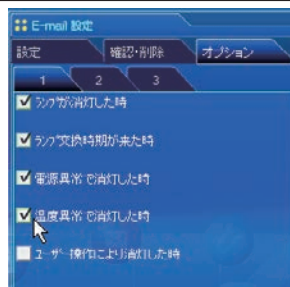 E-mail 設定
設定 確認・削除 オプション
1 2 3
ランプが消灯した時
ランプ交換時期が来た時
電源異常で消灯した時
温度異常で消灯した時
ユーザー操作により消灯した時